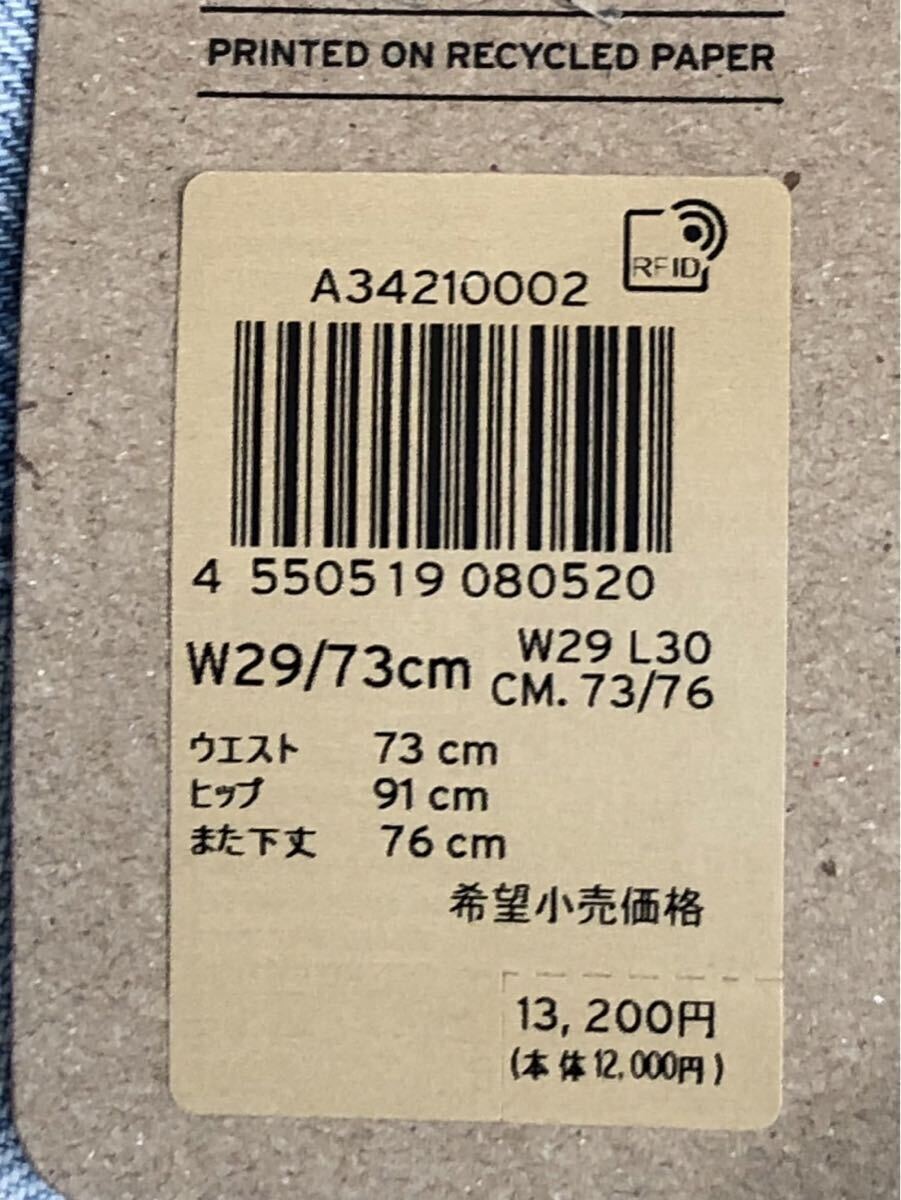 PRINTED ON RECYCLED PAPER
RFID
A34210002
4 550519 080520
W29/73cm
W29 L30
CM. 73/76
ウエスト 73 cm
ヒップ 91 cm
また下丈 76 cm
希望小売価格
13,200円
(本体12,000円)